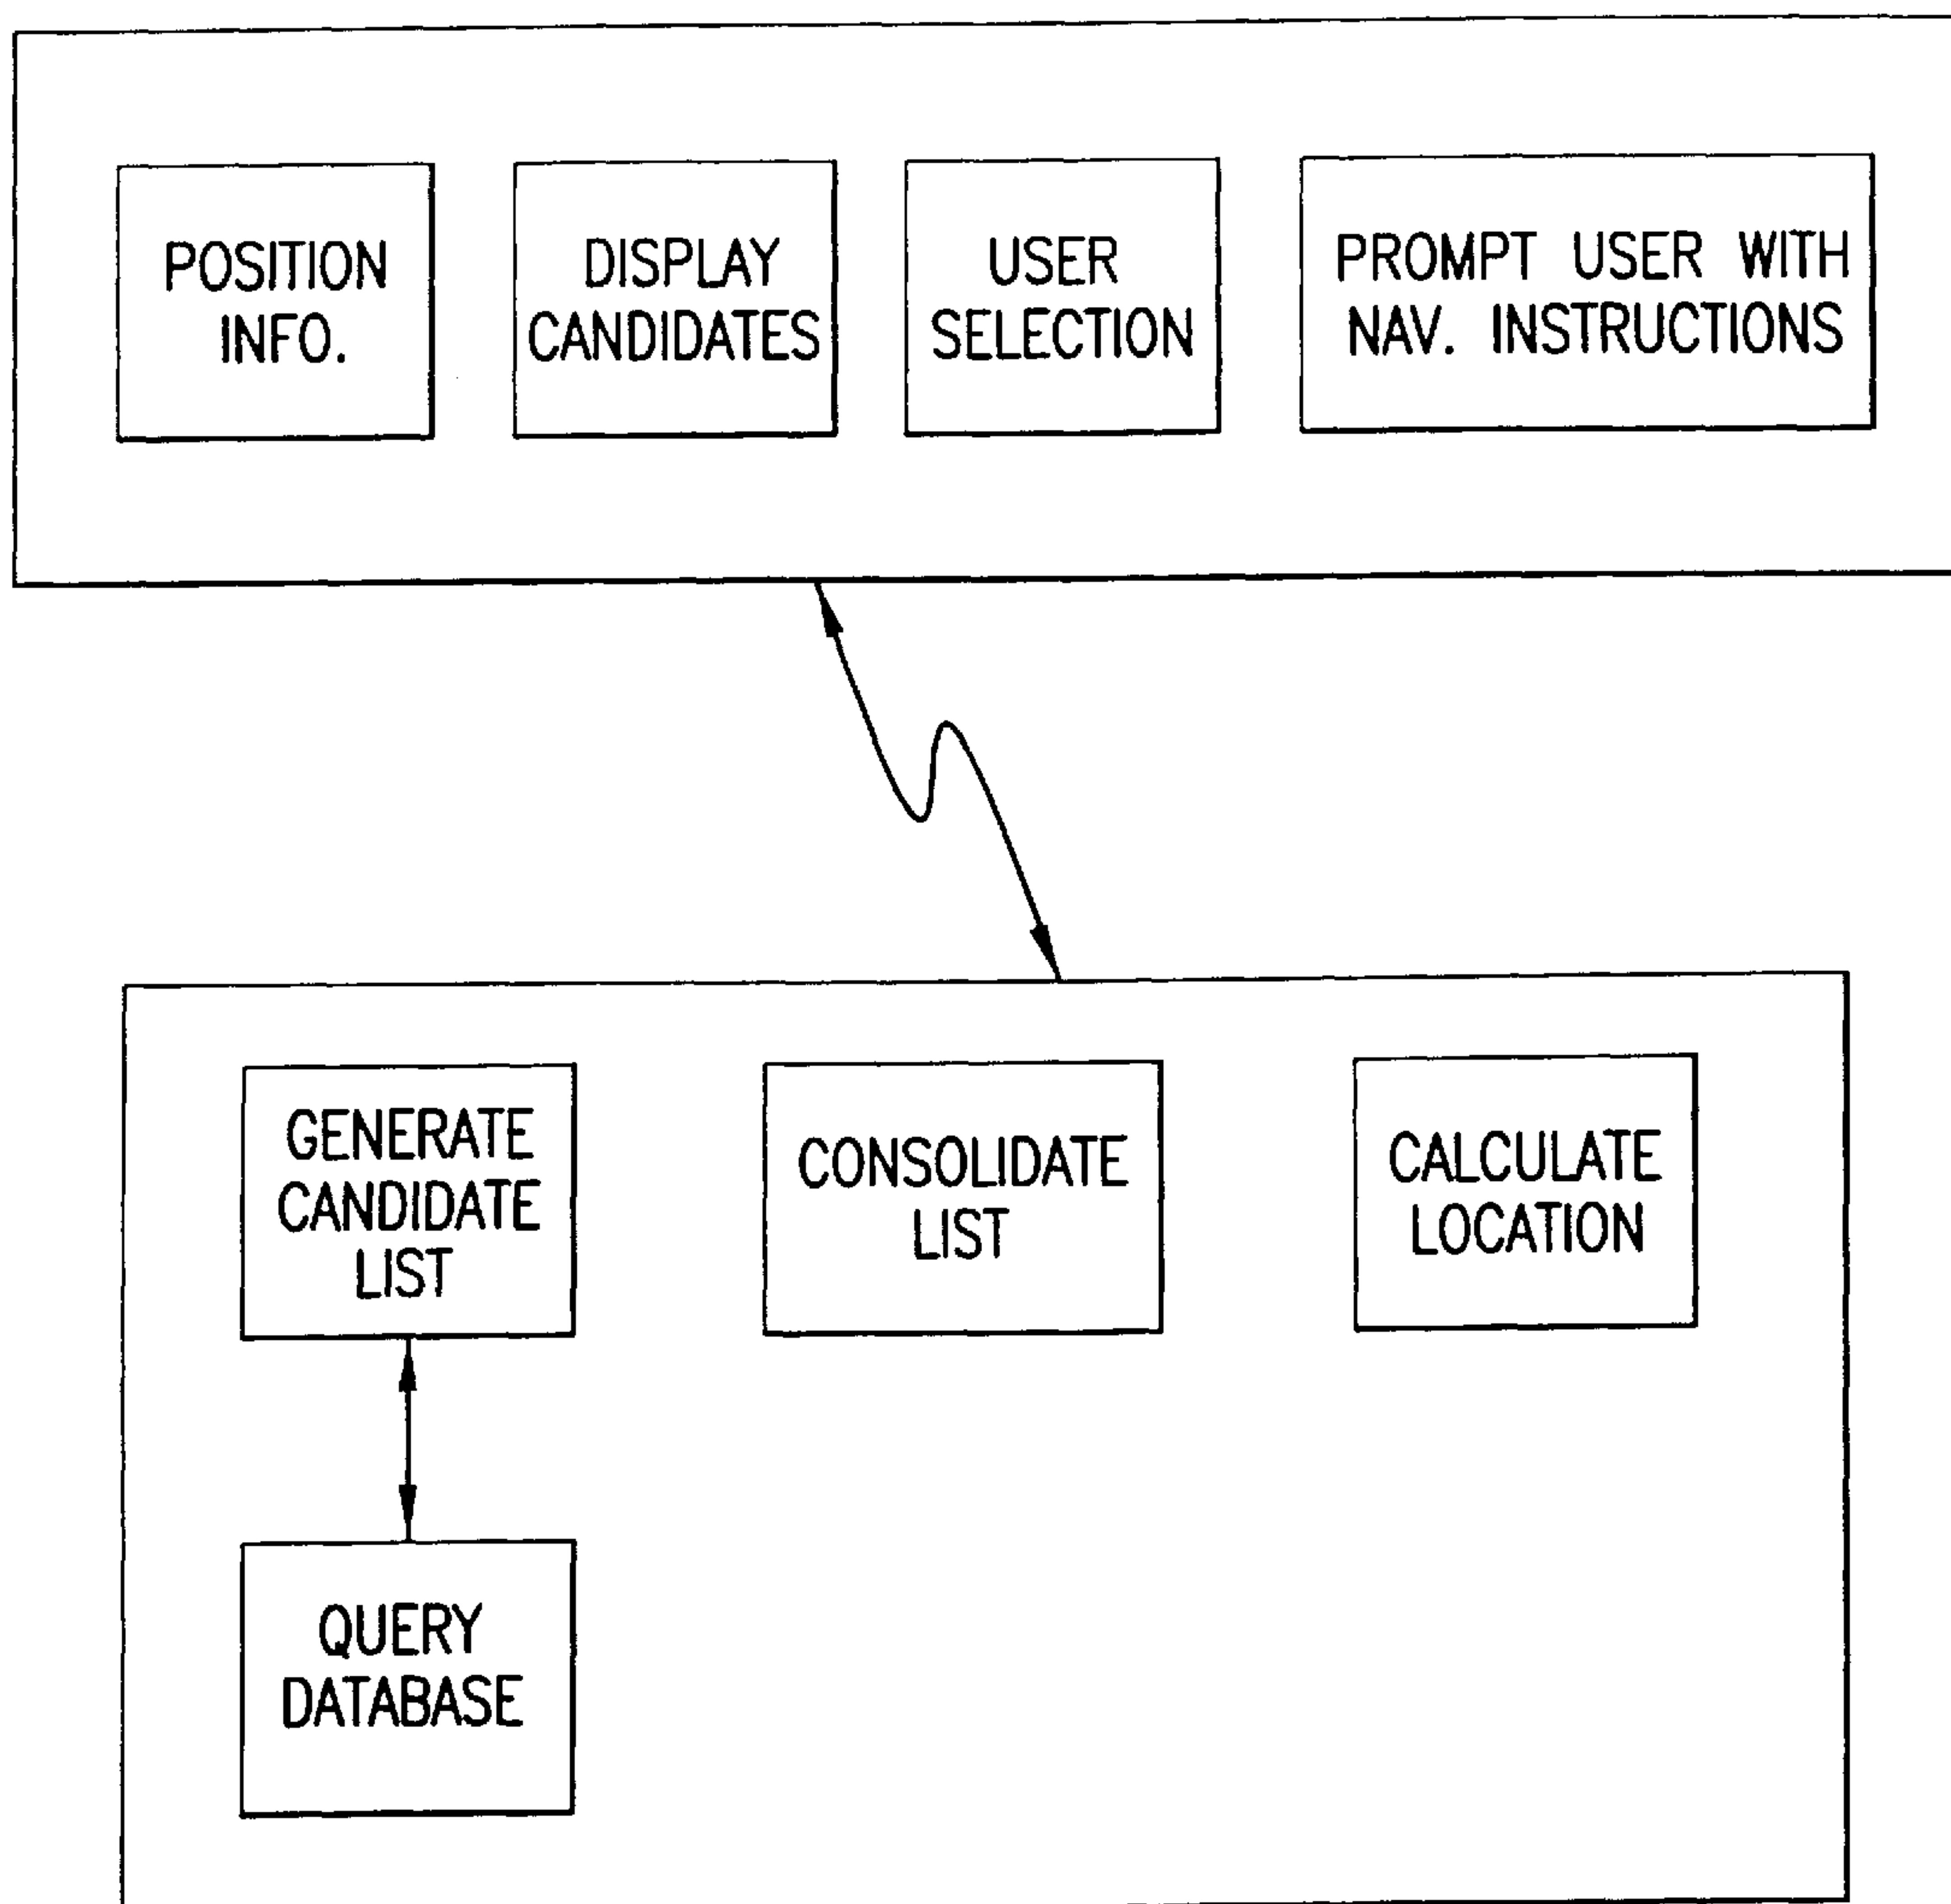 POSITION
INFO.
DISPLAY
CANDIDATES
USER
SELECTION
PROMPT USER WITH
NAV. INSTRUCTIONS
GENERATE
CANDIDATE
LIST
CONSOLIDATE
LIST
CALCULATE
LOCATION
QUERY
DATABASE